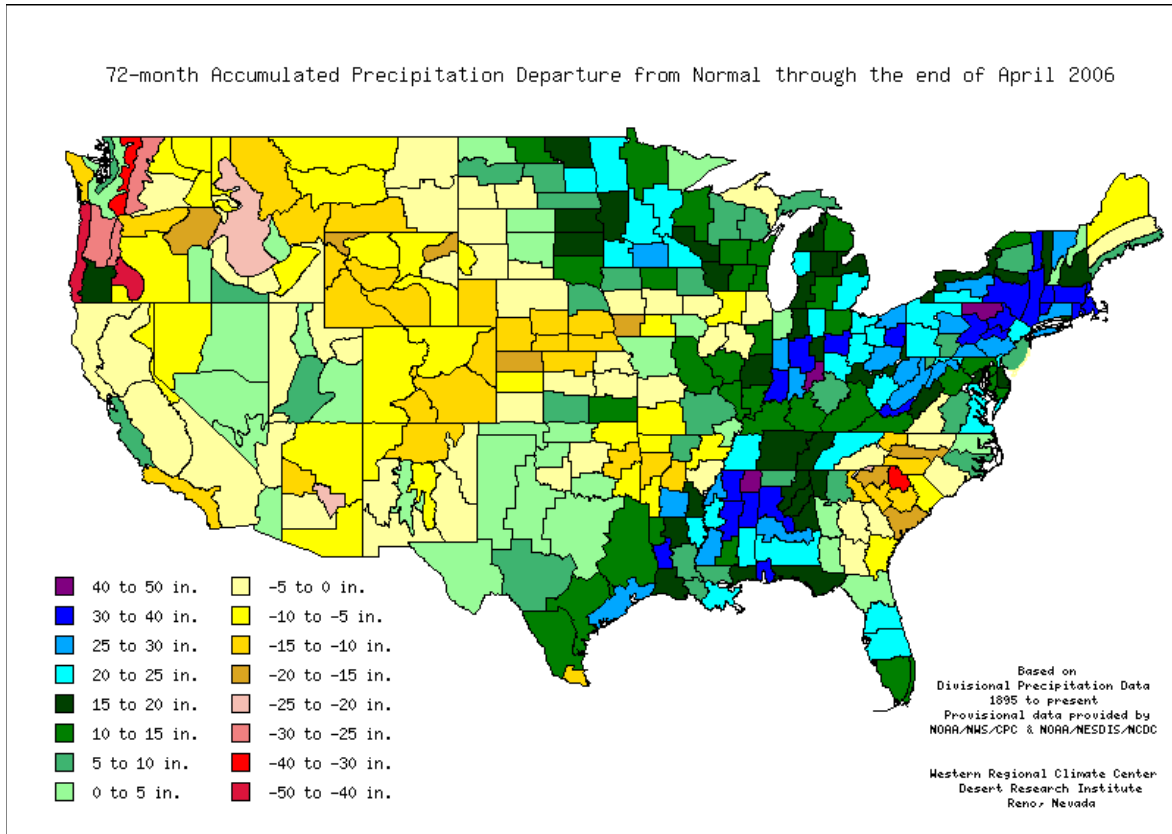 72-month Accumulated Precipitation Departure from Normal through the end of April 2006
40 to 50 in.
30 to 40 in.
25 to 30 in.
20 to 25 in.
15 to 20 in.
10 to 15 in.
5 to 10 in.
0 to 5 in.
-5 to 0 in.
-10 to -5 in.
-15 to -10 in.
-20 to -15 in.
-25 to -20 in.
-30 to -25 in.
-40 to -30 in.
-50 to -40 in.
Based on
Divisional Precipitation Data
1895 to present
Provisional data provided by
NOAA/NWS/CPC & NOAA/NESDIS/NCDC
Western Regional Climate Center
Desert Research Institute
Reno, Nevada